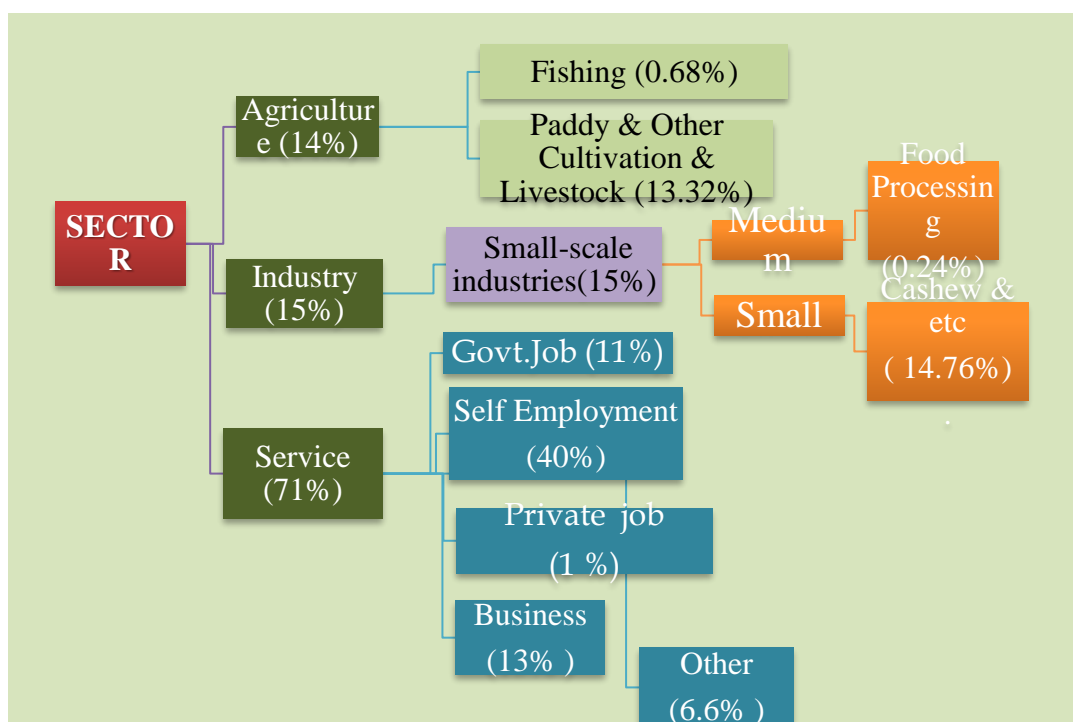 SECTO
R
Agricultur
e (14%)
Fishing (0.68%)
Paddy & Other
Cultivation &
Livestock (13.32%)
Industry
(15%)
Small-scale
industries(15%)
Mediu
m
Food
Processin
g
(0.24%)
Small
Cashew &
etc
( 14.76%)
.
Service
(71%)
Govt.Job (11%)
Self Employment
(40%)
Private job
(1 %)
Business
(13% )
Other
(6.6% )